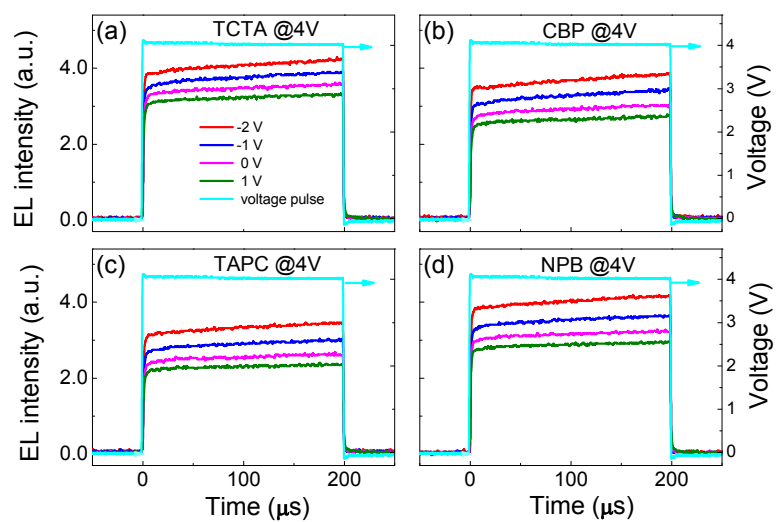 (a) TCTA @4V
(b) CBP @4V
EL intensity (a.u.)
4.0
2.0
0.0
-2 V
-1 V
0 V
1 V
voltage pulse
4
3
2
1
0
Voltage (V)
(c) TAPC @4V
(d) NPB @4V
EL intensity (a.u.)
4.0
2.0
0.0
4
3
2
1
0
Voltage (V)
0 100 200
0 100 200
Time (μs)
Time (μs)